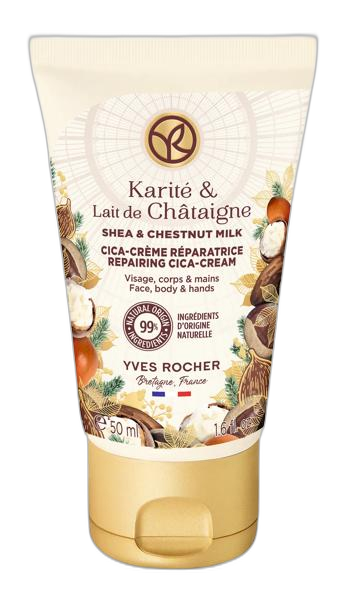 Karité &
Lait de Châtaigne
SHEA & CHESTNUT MILK
CICA-CRÈME RÉPARATRICE
REPAIRING CICA-CREAM
Visage, corps & mains
Face, body & hands
NATURAL ORIGIN
99%
INGREDIENTS
INGRÉDIENTS
D'ORIGINE
NATURELLE
YVES ROCHER
Bretagne, France
℮ 50 ml
1.6 fl. oz